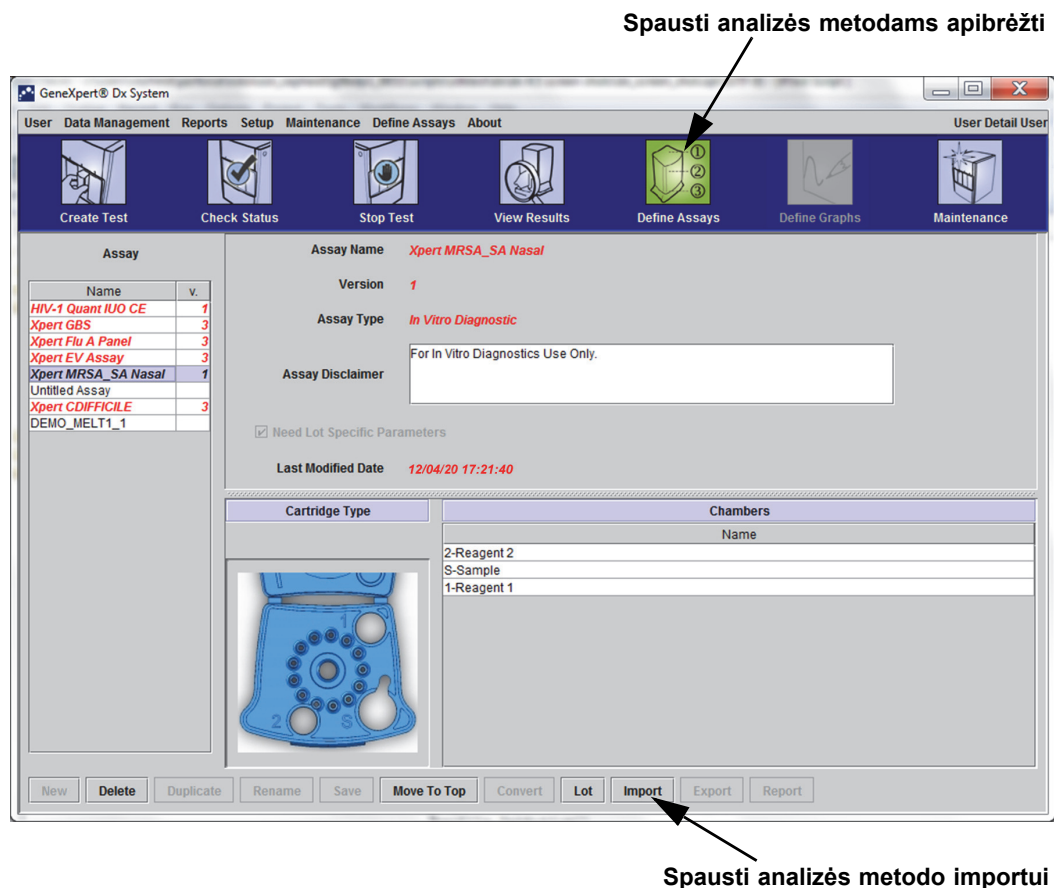 Spausti analizės metodams apibrėžti
GeneXpert® Dx System
User Data Management Reports Setup Maintenance Define Assays About User Detail User
Create Test Check Status Stop Test View Results Define Assays Define Graphs Maintenance
1
2
3
Assay
Name v.
HIV-1 Quant IUO CE 1
Xpert GBS 3
Xpert Flu A Panel 3
Xpert EV Assay 3
Xpert MRSA_SA Nasal 1
Untitled Assay
Xpert CDIFFICILE 3
DEMO_MELT1_1
Assay Name Xpert MRSA_SA Nasal
Version 1
Assay Type In Vitro Diagnostic
Assay Disclaimer For In Vitro Diagnostics Use Only.
Need Lot Specific Parameters
Last Modified Date 12/04/20 17:21:40
Cartridge Type
1
2 S
Chambers
Name
2-Reagent 2
S-Sample
1-Reagent 1
New Delete Duplicate Rename Save Move To Top Convert Lot Import Export Report
Spausti analizės metodo importui